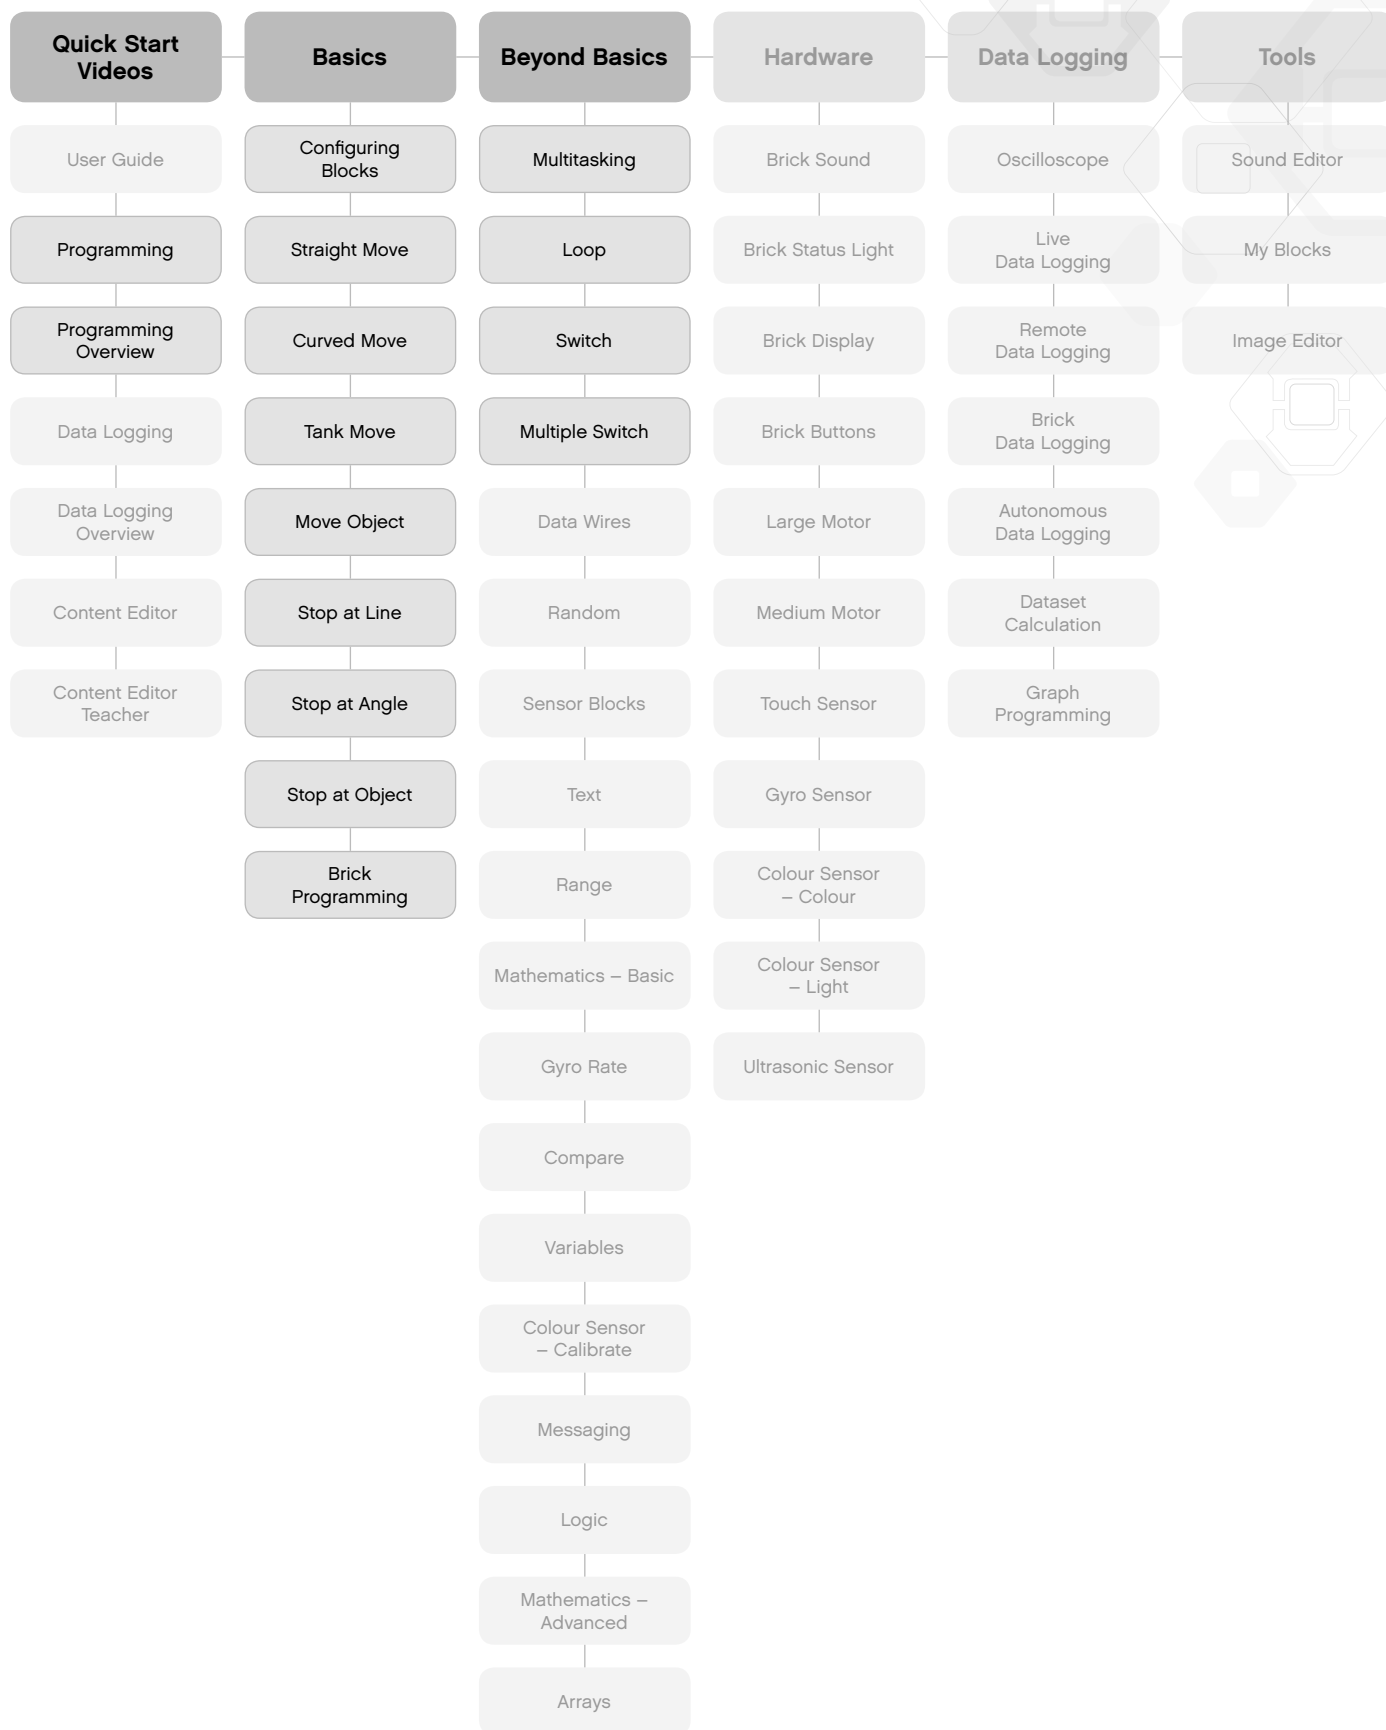 Quick Start
Videos
User Guide
Programming
Programming
Overview
Data Logging
Data Logging
Overview
Content Editor
Content Editor
Teacher
Basics
Configuring
Blocks
Straight Move
Curved Move
Tank Move
Move Object
Stop at Line
Stop at Angle
Stop at Object
Brick
Programming
Beyond Basics
Multitasking
Loop
Switch
Multiple Switch
Data Wires
Random
Sensor Blocks
Text
Range
Mathematics – Basic
Gyro Rate
Compare
Variables
Colour Sensor
– Calibrate
Messaging
Logic
Mathematics –
Advanced
Arrays
Hardware
Brick Sound
Brick Status Light
Brick Display
Brick Buttons
Large Motor
Medium Motor
Touch Sensor
Gyro Sensor
Colour Sensor
– Colour
Colour Sensor
– Light
Ultrasonic Sensor
Data Logging
Oscilloscope
Live
Data Logging
Remote
Data Logging
Brick
Data Logging
Autonomous
Data Logging
Dataset
Calculation
Graph
Programming
Tools
Sound Editor
My Blocks
Image Editor